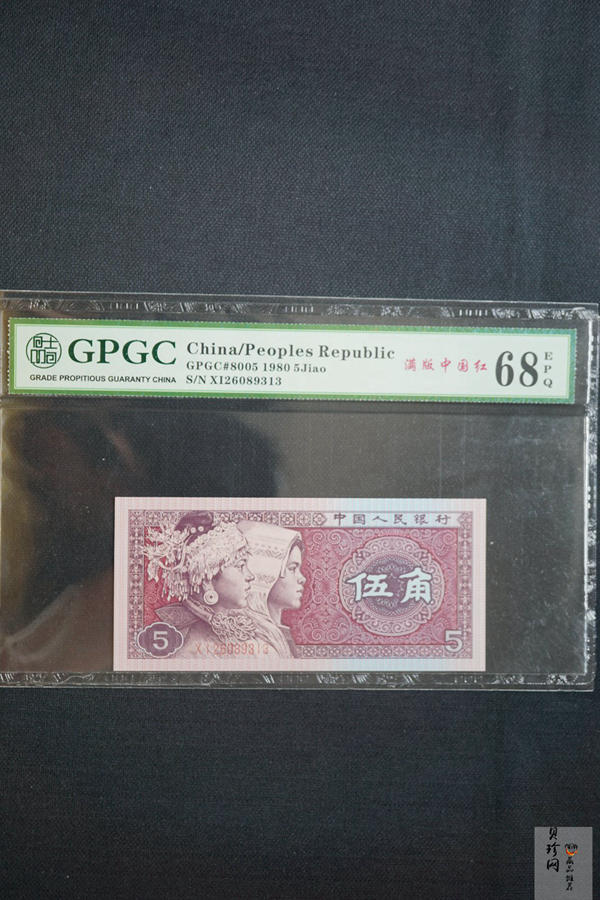 GPGC
GRADE PROPITIOUS GUARANTY CHINA
China/Peoples Republic
GPGC#8005 1980 5Jiao
S/N XI26089313
满版中国红
68
EPQ
中国人民银行
伍角
5
XI26089313
5
贝珍网